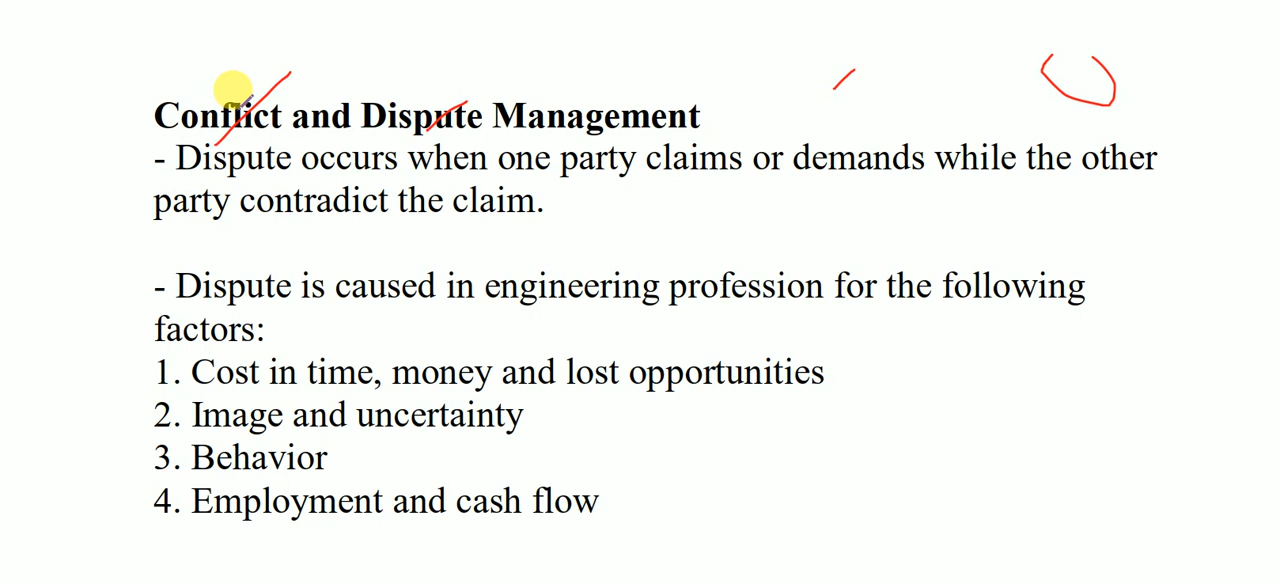 Conflict and Dispute Management
- Dispute occurs when one party claims or demands while the other
party contradict the claim.
- Dispute is caused in engineering profession for the following
factors:
1. Cost in time, money and lost opportunities
2. Image and uncertainty
3. Behavior
4. Employment and cash flow